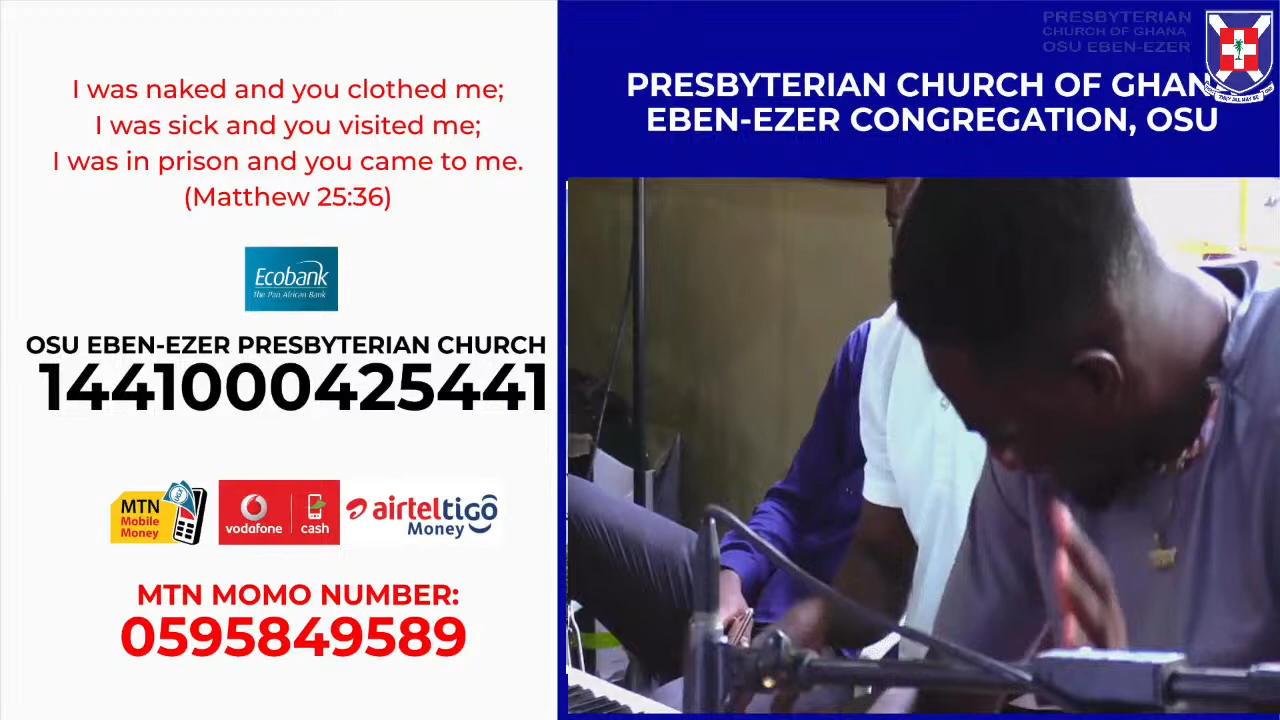 I was naked and you clothed me;
I was sick and you visited me;
I was in prison and you came to me.
(Matthew 25:36)
Ecobank
The Pan African Bank
OSU EBEN-EZER PRESBYTERIAN CHURCH
1441000425441
MTN
Mobile
Money
vodafone
cash
airteltigo
Money
MTN MOMO NUMBER:
0595849589
PRESBYTERIAN
CHURCH OF GHANA
OSU EBEN-EZER
PRESBYTERIAN CHURCH OF GHAN
EBEN-EZER CONGREGATION, OSU